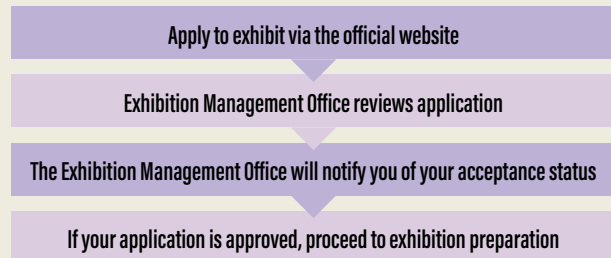 Apply to exhibit via the official website
Exhibition Management Office reviews application
The Exhibition Management Office will notify you of your acceptance status
If your application is approved, proceed to exhibition preparation